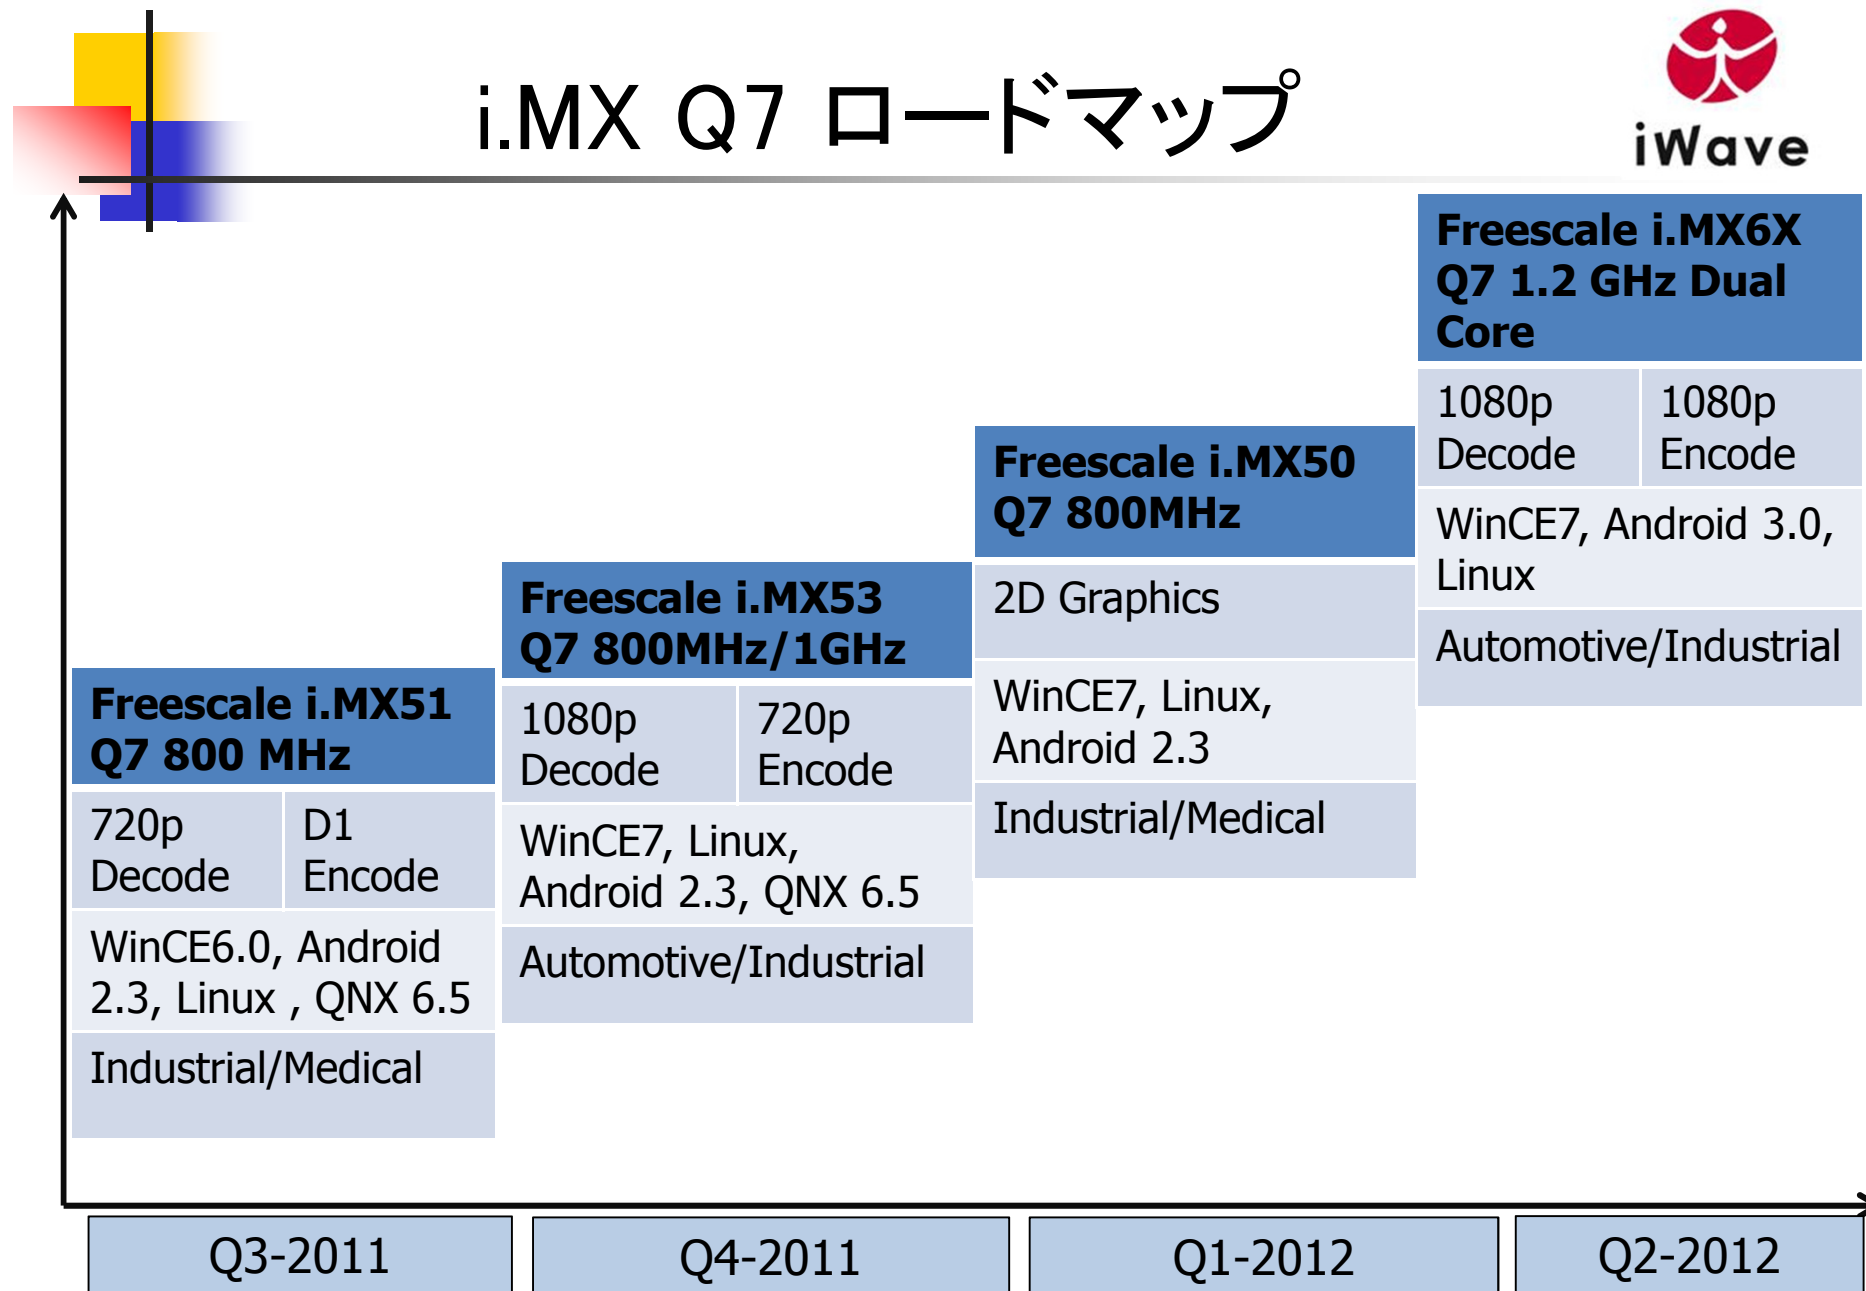 i.MX Q7 ロードマップ
iWave
Freescale i.MX51
Q7 800 MHz
720p
Decode
D1
Encode
WinCE6.0, Android
2.3, Linux , QNX 6.5
Industrial/Medical
Freescale i.MX53
Q7 800MHz/1GHz
1080p
Decode
720p
Encode
WinCE7, Linux,
Android 2.3, QNX 6.5
Automotive/Industrial
Freescale i.MX50
Q7 800MHz
2D Graphics
WinCE7, Linux,
Android 2.3
Industrial/Medical
Freescale i.MX6X
Q7 1.2 GHz Dual
Core
1080p
Decode
1080p
Encode
WinCE7, Android 3.0,
Linux
Automotive/Industrial
Q3-2011
Q4-2011
Q1-2012
Q2-2012